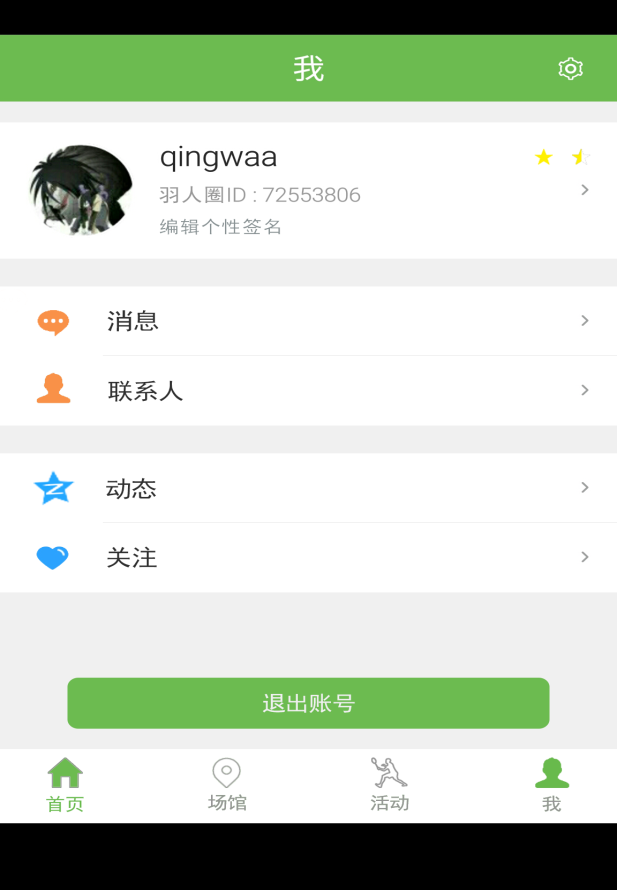 我
qingwaa
羽人圈ID : 72553806
编辑个性签名
消息
联系人
动态
关注
退出账号
首页
场馆
活动
我